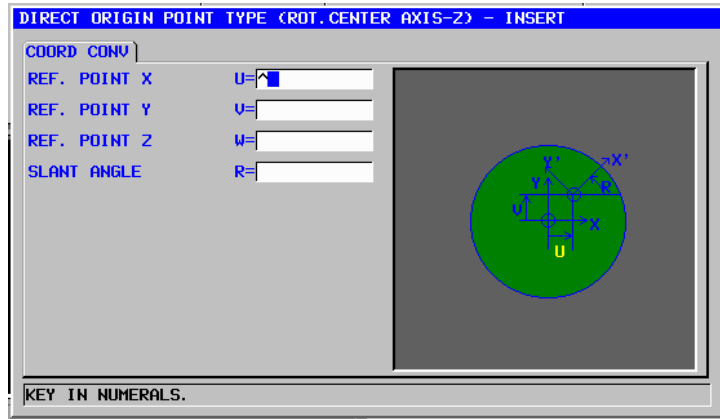 DIRECT ORIGIN POINT TYPE (ROT.CENTER AXIS-Z) - INSERT
COORD CONV
REF. POINT X U=^
REF. POINT Y V=
REF. POINT Z W=
SLANT ANGLE R=
Y' X'
Y R
V X
U
KEY IN NUMERALS.